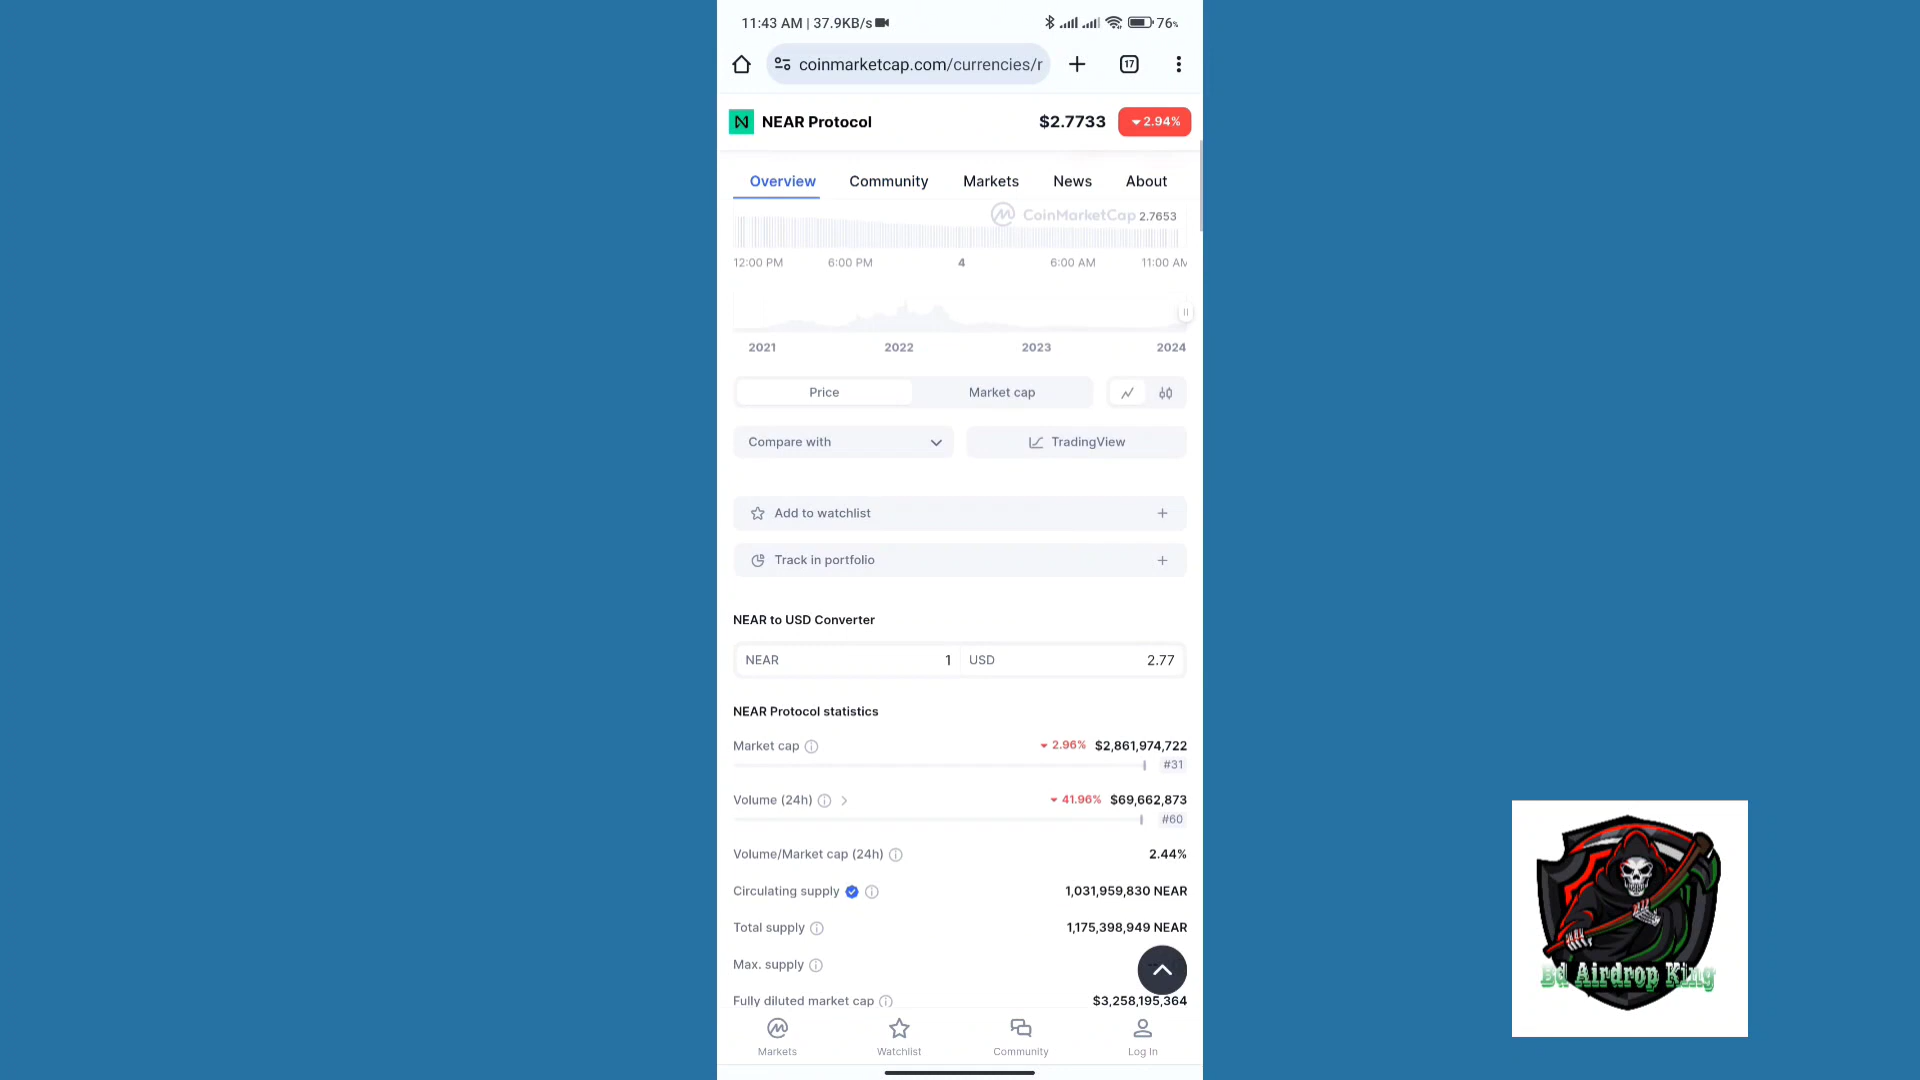 11:43 AM | 37.9KB/s 76%
coinmarketcap.com/currencies/r 17
NEAR Protocol $2.7733 2.94%
Overview Community Markets News About
CoinMarketCap 2.7653
12:00 PM 6:00 PM 4 6:00 AM 11:00 AM
2021 2022 2023 2024
Price Market cap
Compare with TradingView
Add to watchlist
Track in portfolio
NEAR to USD Converter
NEAR 1 USD 2.77
NEAR Protocol statistics
Market cap 2.96% $2,861,974,722
#31
Volume (24h) 41.96% $69,662,873
#60
Volume/Market cap (24h) 2.44%
Circulating supply 1,031,959,830 NEAR
Total supply 1,175,398,949 NEAR
Max. supply
Fully diluted market cap $3,258,195,364
Markets Watchlist Community Log In
Bd Airdrop King